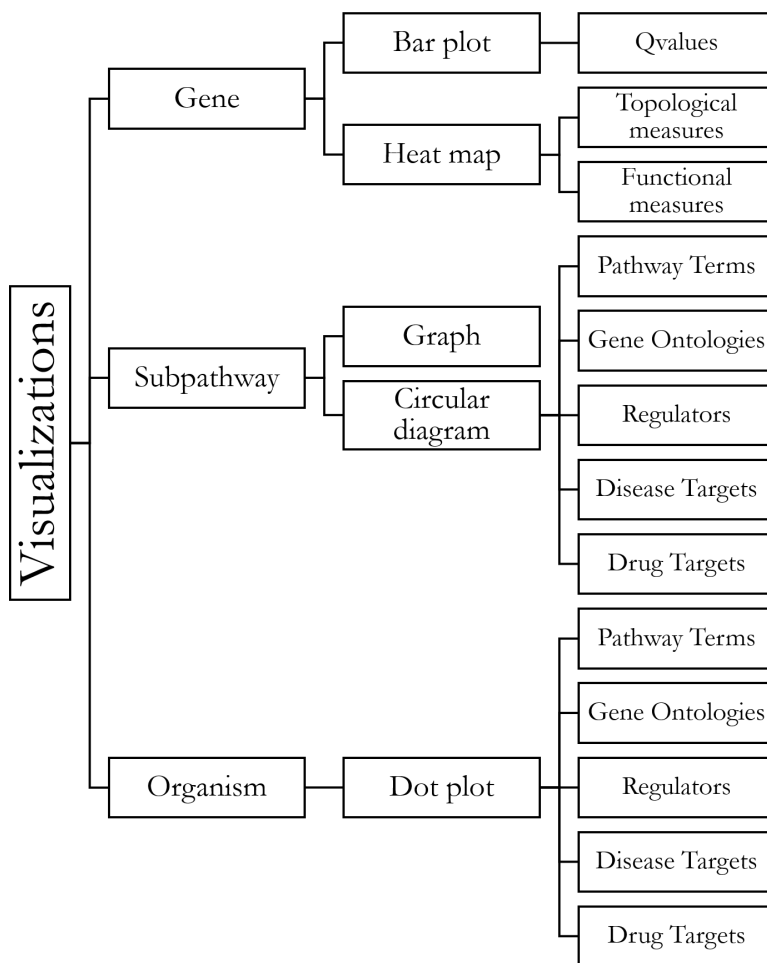 Visualizations
Gene
Bar plot
Qvalues
Heat map
Topological
measures
Functional
measures
Subpathway
Graph
Circular
diagram
Pathway Terms
Gene Ontologies
Regulators
Disease Targets
Drug Targets
Organism
Dot plot
Pathway Terms
Gene Ontologies
Regulators
Disease Targets
Drug Targets